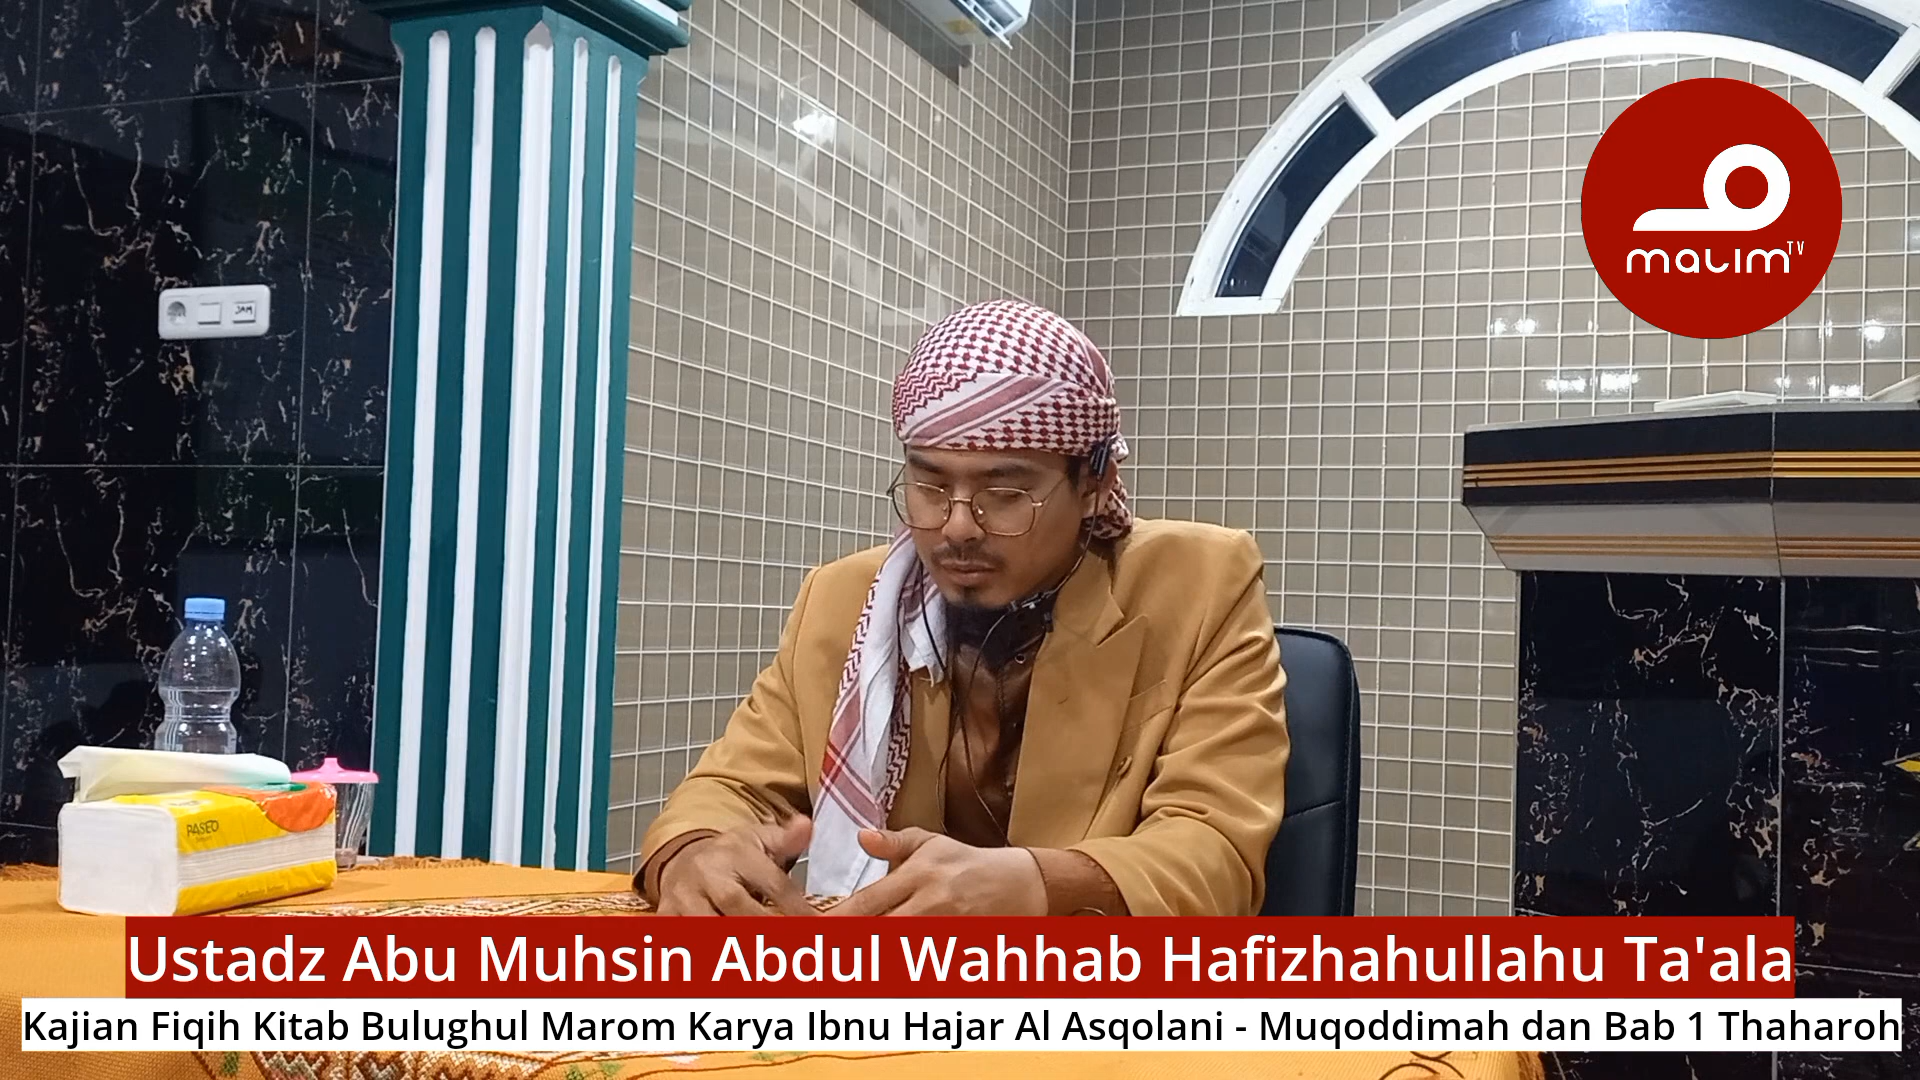 malim TV
JAM
PASEO
Ustadz Abu Muhsin Abdul Wahhab Hafizhahullahu Ta'ala
Kajian Fiqih Kitab Bulughul Marom Karya Ibnu Hajar Al Asqolani - Muqoddimah dan Bab 1 Thaharoh